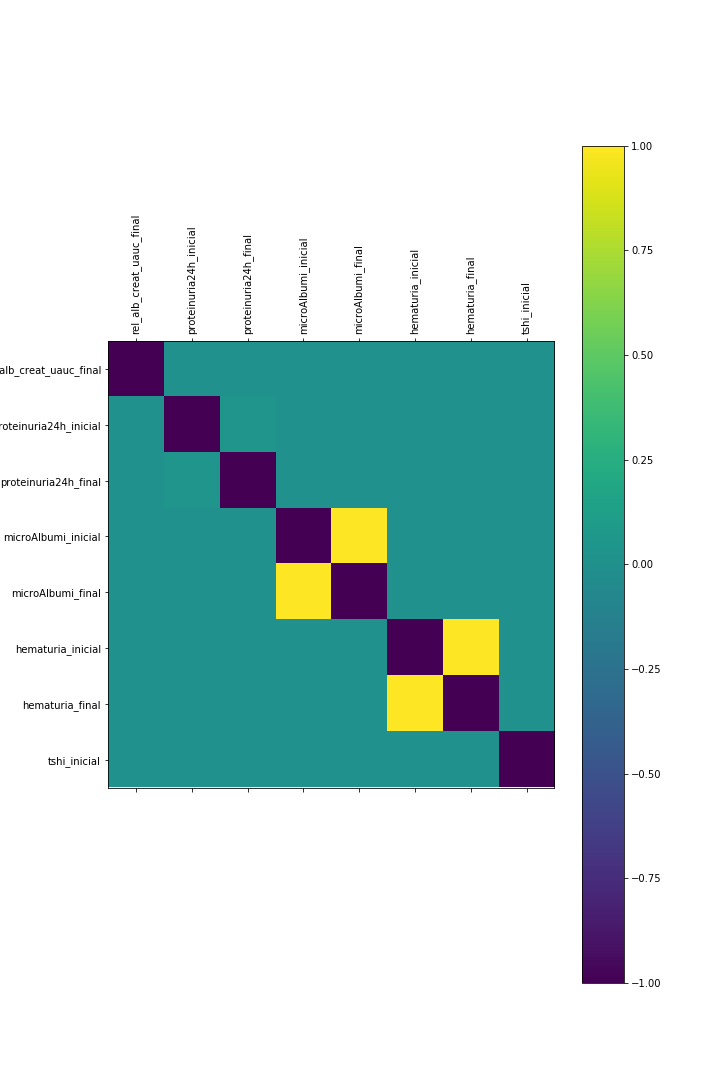 rel_alb_creat_uauc_final
proteinuria24h_inicial
proteinuria24h_final
microAlbumi_inicial
microAlbumi_final
hematuria_inicial
hematuria_final
tshi_inicial
alb_creat_uauc_final
roteinuria24h_inicial
proteinuria24h_final
microAlbumi_inicial
microAlbumi_final
hematuria_inicial
hematuria_final
tshi_inicial
1.00
0.75
0.50
0.25
0.00
−0.25
−0.50
−0.75
−1.00